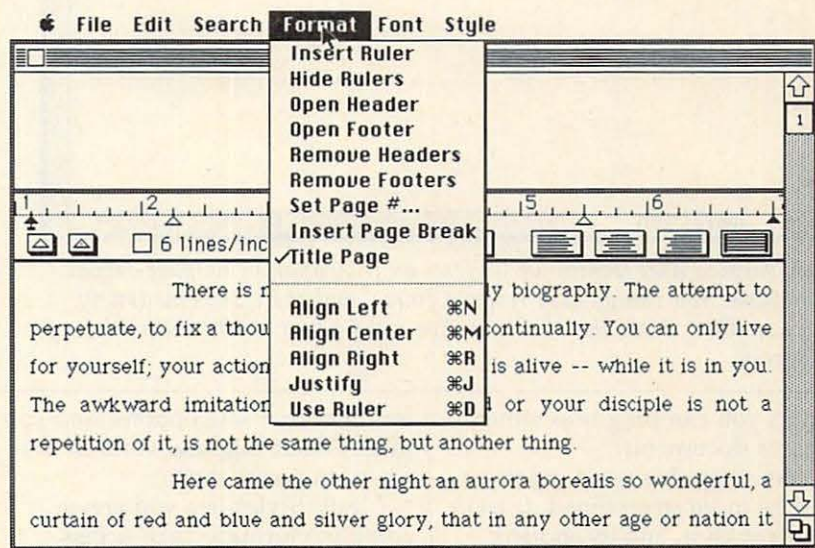 File Edit Search Format Font Style
Insert Ruler
Hide Rulers
Open Header
Open Footer
Remove Headers
Remove Footers
Set Page #...
Insert Page Break
✓Title Page
Align Left ⌘N
Align Center ⌘M
Align Right ⌘R
Justify ⌘J
Use Ruler ⌘D
1
1 2 5 6
6 lines/inc
There is ly biography. The attempt to
perpetuate, to fix a thou continually. You can only live
for yourself; your action is alive -- while it is in you.
The awkward imitation or your disciple is not a
repetition of it, is not the same thing, but another thing.
Here came the other night an aurora borealis so wonderful, a
curtain of red and blue and silver glory, that in any other age or nation it